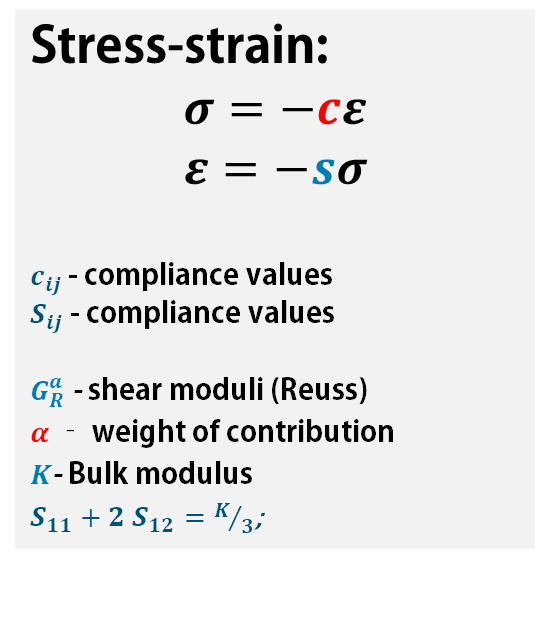 Stress-strain:
σ = −cε
ε = −sσ
c_ij - compliance values
S_ij - compliance values
G_R^a - shear moduli (Reuss)
α - weight of contribution
K - Bulk modulus
S_11 + 2 S_12 = K/3;